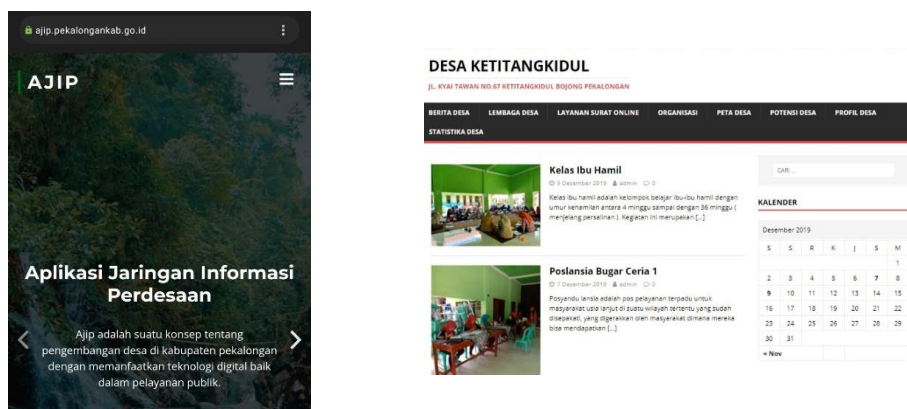 ajip.pekalongankab.go.id
AJIP
Aplikasi Jaringan Informasi
Perdesaan
Ajip adalah suatu konsep tentang
pengembangan desa di kabupaten pekalongan
dengan memanfaatkan teknologi digital baik
dalam pelayanan publik.
DESA KETITANGKIDUL
JL. KYAI TAWAN NO.67 KETITANGKIDUL BOJONG PEKALONGAN
BERITA DESA LEMBAGA DESA LAYANAN SURAT ONLINE ORGANISASI PETA DESA POTENSI DESA PROFIL DESA
STATISTIKA DESA
Kelas Ibu Hamil
9 Desember 2019 admin 0
Kelas ibu hamil adalah kelompok belajar ibu-ibu hamil dengan
umur kehamilan antara 4 minggu sampai dengan 36 minggu (
menjelang persalinan ). Kegiatan ini merupakan [...]
Poslansia Bugar Ceria 1
7 Desember 2019 admin 0
Posyandu lansia adalah pos pelayanan terpadu untuk
masyarakat usia lanjut di suatu wilayah tertentu yang sudah
disepakati, yang digerakkan oleh masyarakat dimana mereka
bisa mendapatkan [...]
CARI ...
KALENDER
Desember 2019
S S R K J S M
1
2 3 4 5 6 7 8
9 10 11 12 13 14 15
16 17 18 19 20 21 22
23 24 25 26 27 28 29
30 31
« Nov